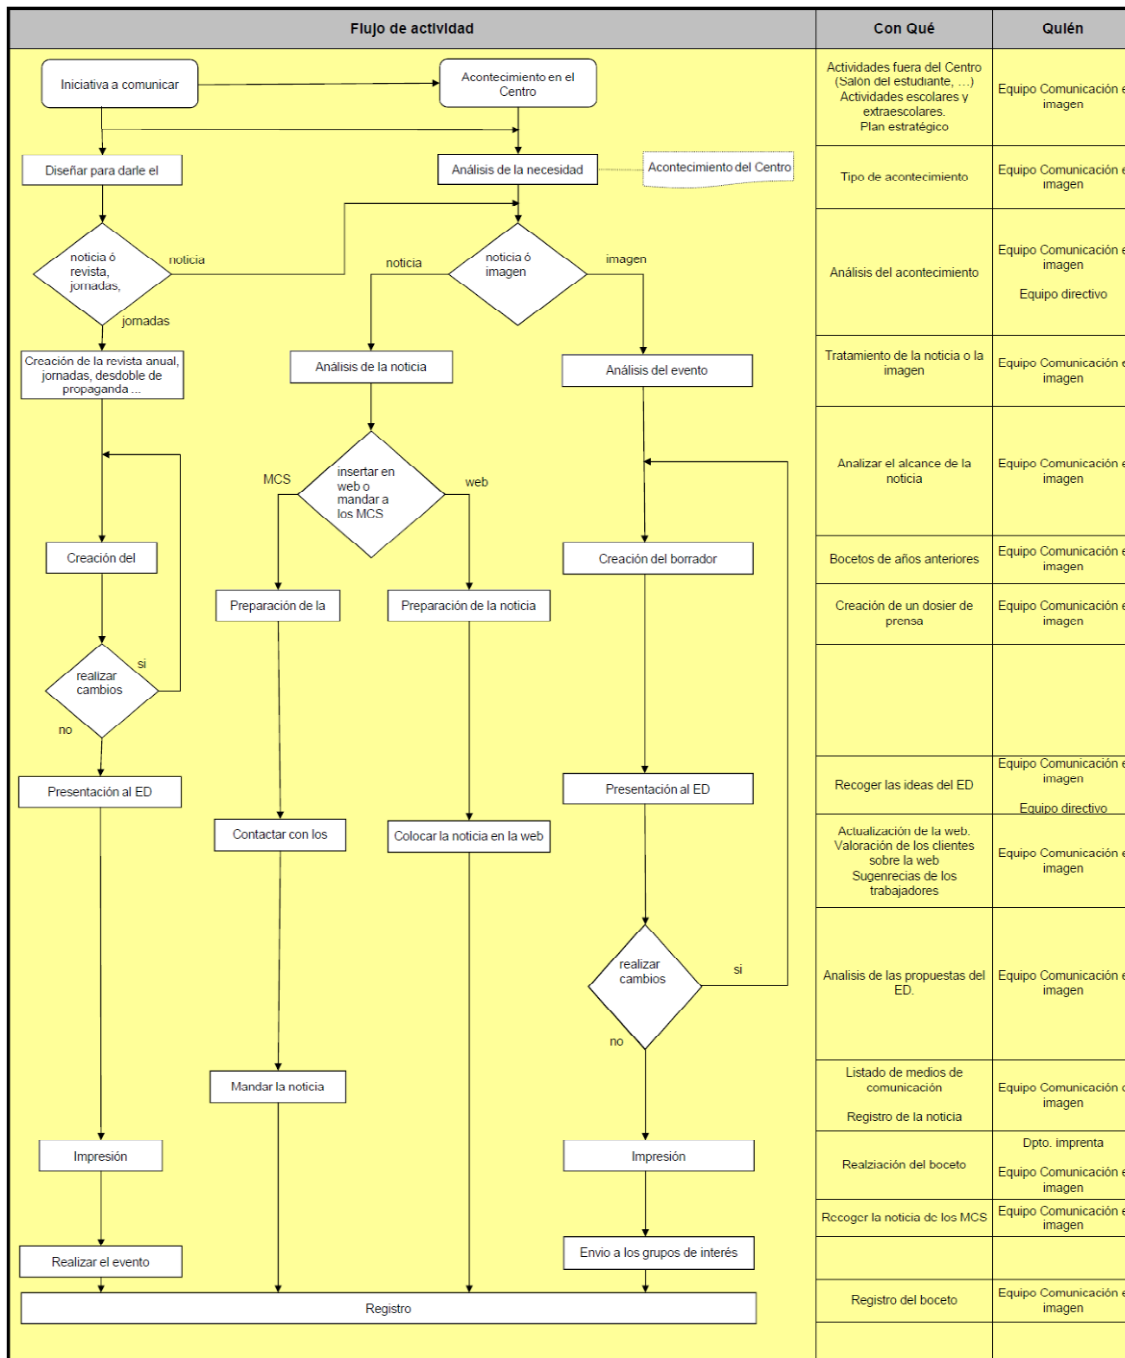 Flujo de actividad
Con Qué
Quién
Iniciativa a comunicar
Acontecimiento en el
Centro
Actividades fuera del Centro
(Salón del estudiante, ...)
Actividades escolares y
extraescolares.
Plan estratégico
Equipo Comunicación e
imagen
Diseñar para darle el
Análisis de la necesidad
Acontecimiento del Centro
Tipo de acontecimiento
Equipo Comunicación e
imagen
noticia ó
revista,
jornadas,
noticia
jornadas
noticia
noticia ó
imagen
imagen
Análisis del acontecimiento
Equipo Comunicación e
imagen
Equipo directivo
Creación de la revista anual,
jornadas, desdoble de
propaganda ...
Análisis de la noticia
Análisis del evento
Tratamiento de la noticia o la
imagen
Equipo Comunicación e
imagen
MCS
insertar en
web o
mandar a
los MCS
web
Analizar el alcance de la
noticia
Equipo Comunicación e
imagen
Creación del
Creación del borrador
Bocetos de años anteriores
Equipo Comunicación e
imagen
Preparación de la
Preparación de la noticia
Creación de un dosier de
prensa
Equipo Comunicación e
imagen
realizar
cambios
si
no
Presentación al ED
Presentación al ED
Recoger las ideas del ED
Equipo Comunicación e
imagen
Equipo directivo
Contactar con los
Colocar la noticia en la web
Actualización de la web.
Valoración de los clientes
sobre la web
Sugenrecias de los
trabajadores
Equipo Comunicación e
imagen
realizar
cambios
si
no
Analisis de las propuestas del
ED.
Equipo Comunicación e
imagen
Mandar la noticia
Listado de medios de
comunicación
Registro de la noticia
Equipo Comunicación e
imagen
Impresión
Impresión
Realziación del boceto
Dpto. imprenta
Equipo Comunicación e
imagen
Recoger la noticia de los MCS
Equipo Comunicación e
imagen
Realizar el evento
Envio a los grupos de interés
Registro
Registro del boceto
Equipo Comunicación e
imagen